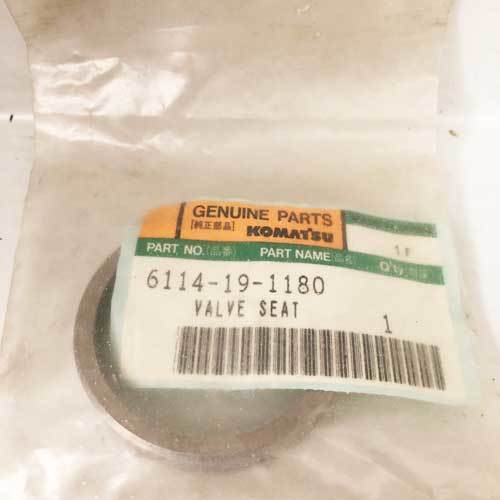 GENUINE PARTS
[純正部品] KOMATSU
PART NO.(品番) PART NAME(品名) Q'ty
6114-19-1180
VALVE SEAT 1